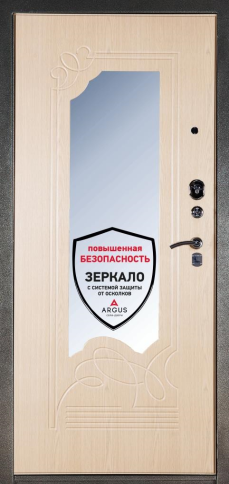 повышенная
БЕЗОПАСНОСТЬ
ЗЕРКАЛО
С СИСТЕМОЙ ЗАЩИТЫ
ОТ ОСКОЛКОВ
ARGUS